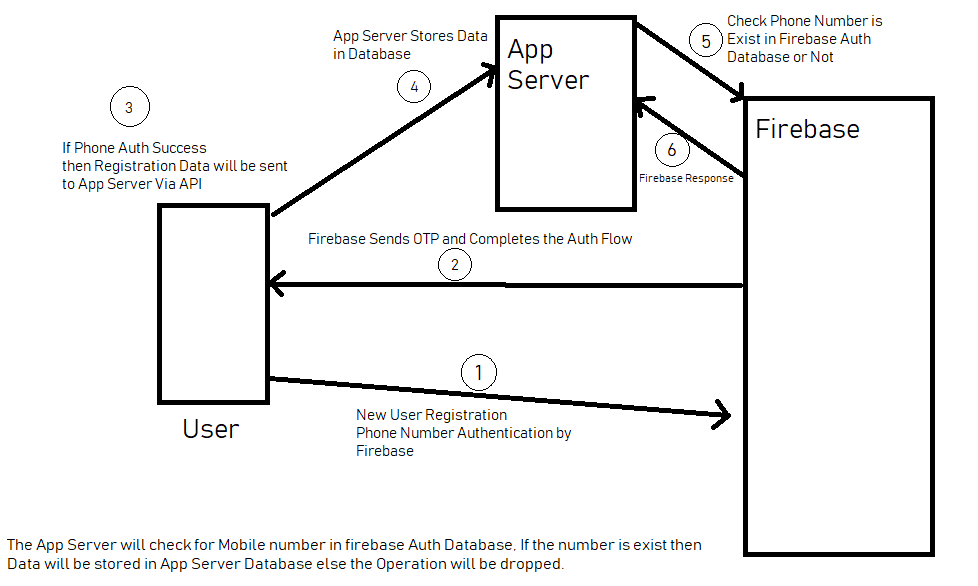 App Server Stores Data
in Database
4
App
Server
5
Check Phone Number is
Exist in Firebase Auth
Database or Not
3
If Phone Auth Success
then Registration Data will be sent
to App Server Via API
6
Firebase Response
Firebase
Firebase Sends OTP and Completes the Auth Flow
2
1
New User Registration
Phone Number Authentication by
Firebase
User
The App Server will check for Mobile number in firebase Auth Database, If the number is exist then
Data will be stored in App Server Database else the Operation will be dropped.